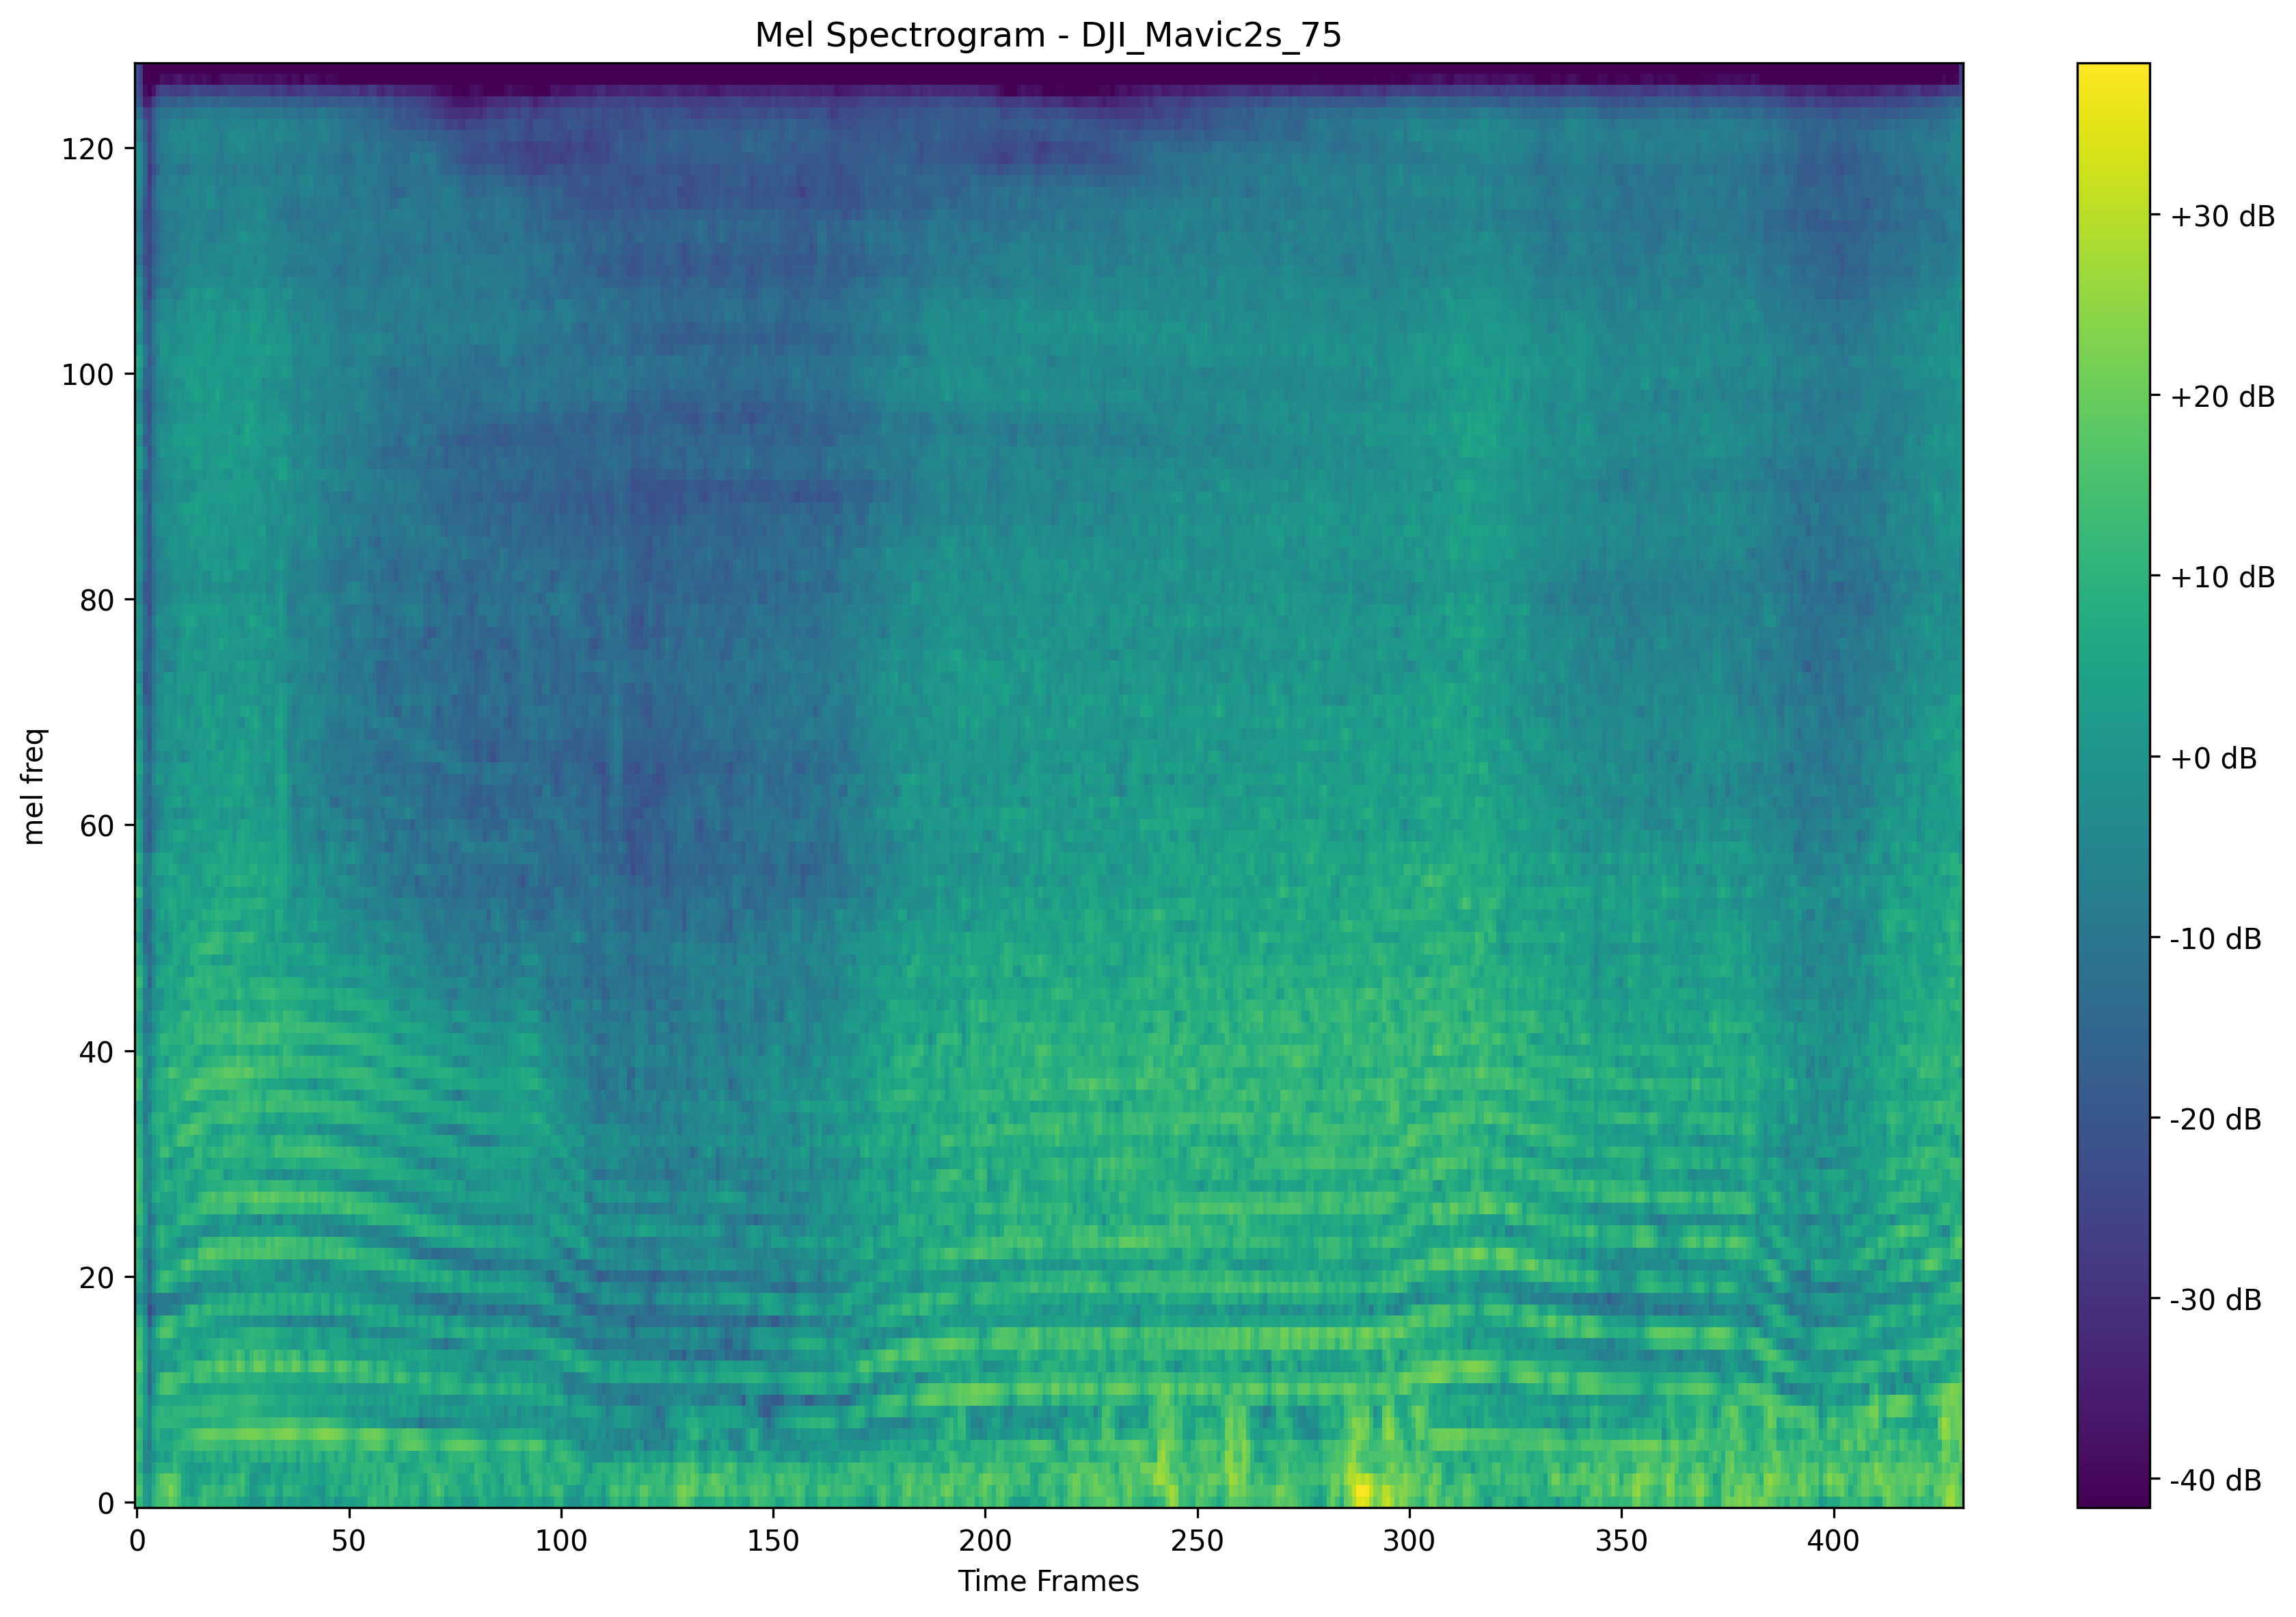 Mel Spectrogram - DJI_Mavic2s_75
mel freq
120
100
80
60
40
20
0
0 50 100 150 200 250 300 350 400
Time Frames
+30 dB
+20 dB
+10 dB
+0 dB
-10 dB
-20 dB
-30 dB
-40 dB